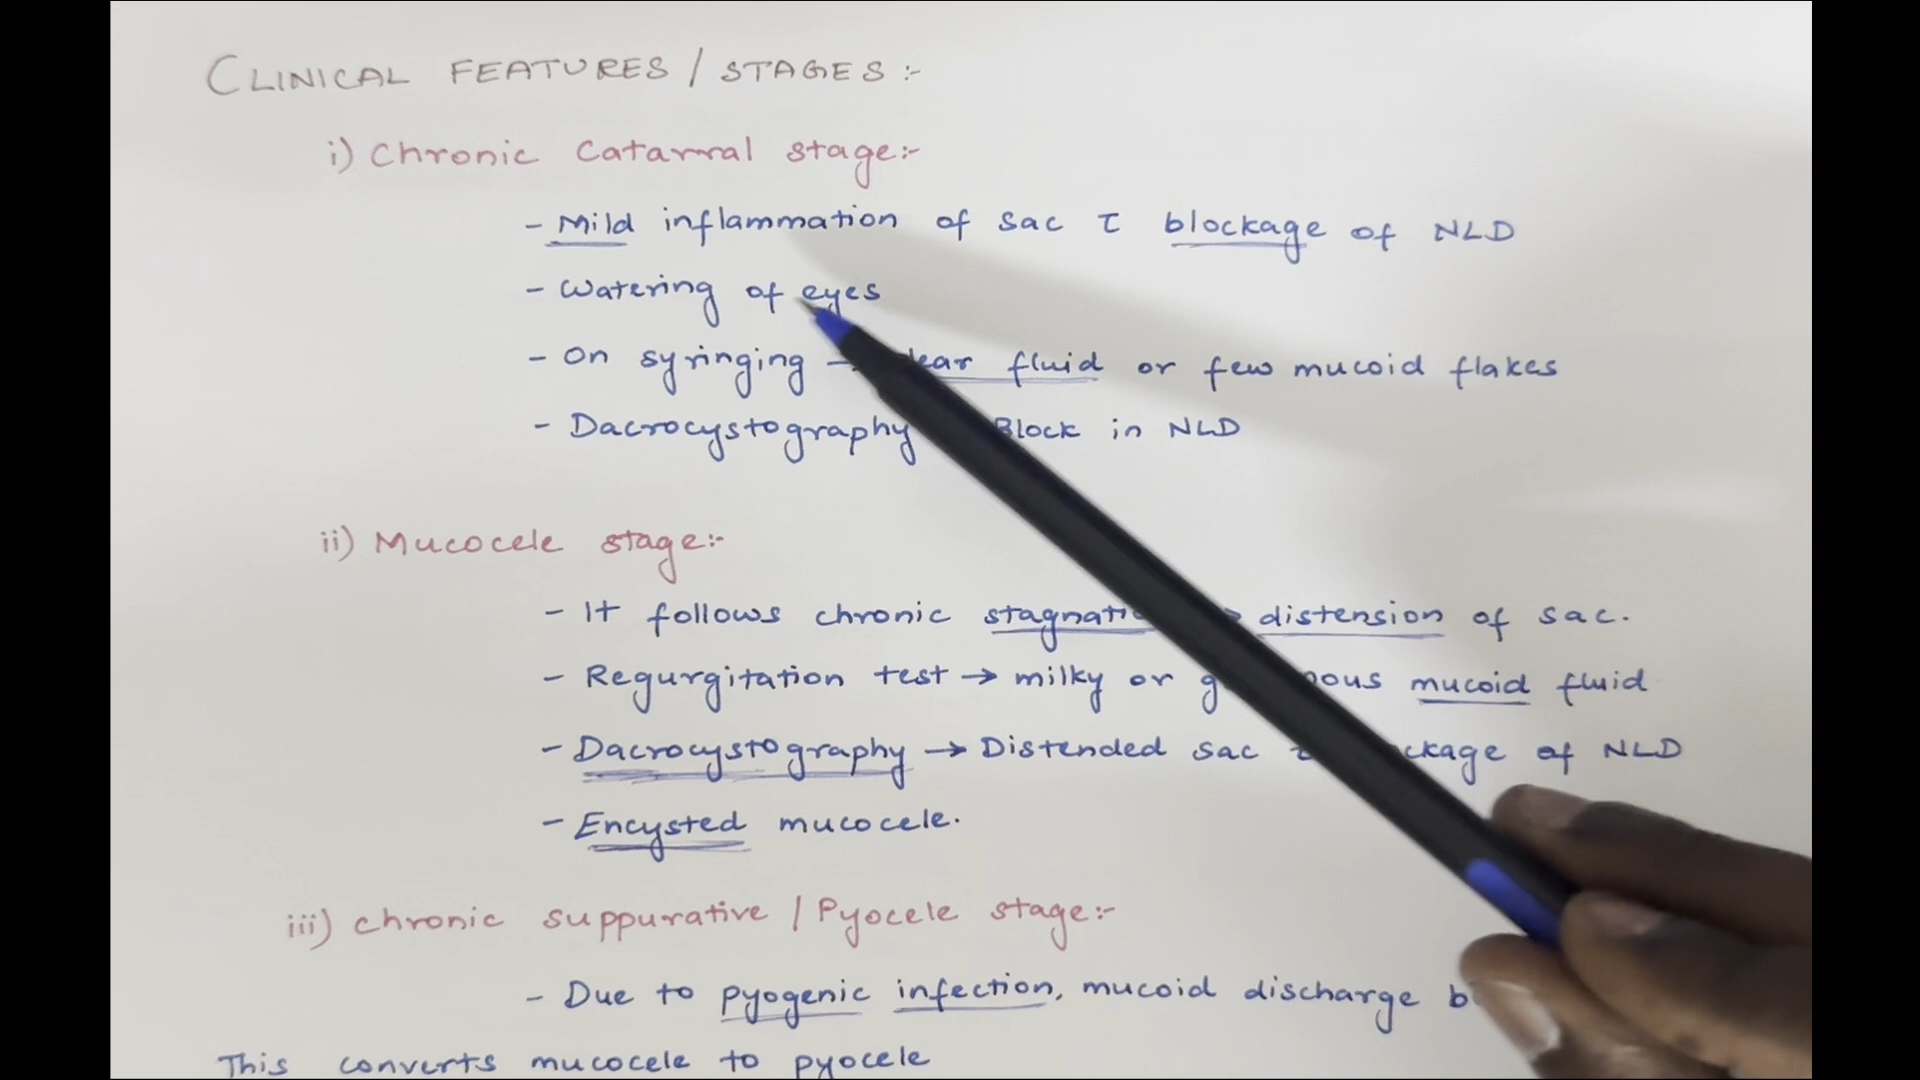 CLINICAL FEATURES / STAGES :-
i) Chronic Catarral stage:-
- Mild inflammation of sac c̄ blockage of NLD
- Watering of eyes
- On syringing → fluid or few mucoid flakes
- Dacrocystography Block in NLD
ii) Mucocele stage:-
- It follows chronic distension of sac.
- Regurgitation test → milky or mucoid fluid
- Dacrocystography → Distended sac of NLD
- Encysted mucocele.
iii) Chronic suppurative / Pyocele stage:-
- Due to pyogenic infection, mucoid discharge
This converts mucocele to pyocele